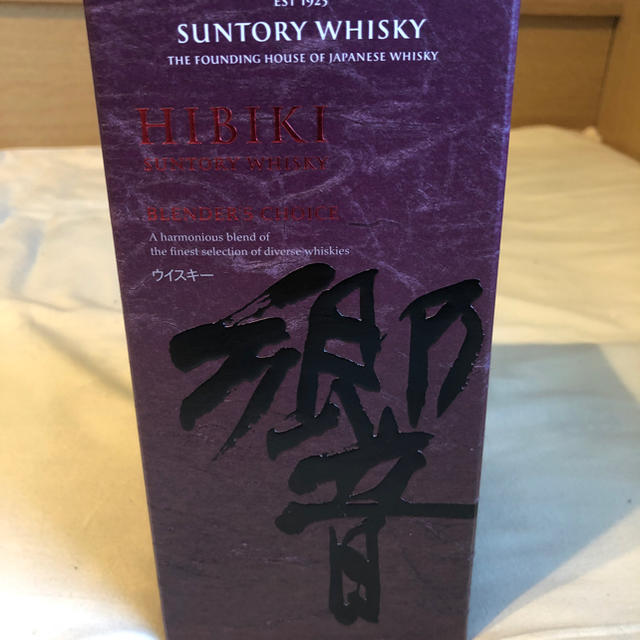 EST 1923
SUNTORY WHISKY
THE FOUNDING HOUSE OF JAPANESE WHISKY
HIBIKI
SUNTORY WHISKY
BLENDER'S CHOICE
A harmonious blend of
the finest selection of diverse whiskies
ウイスキー
響